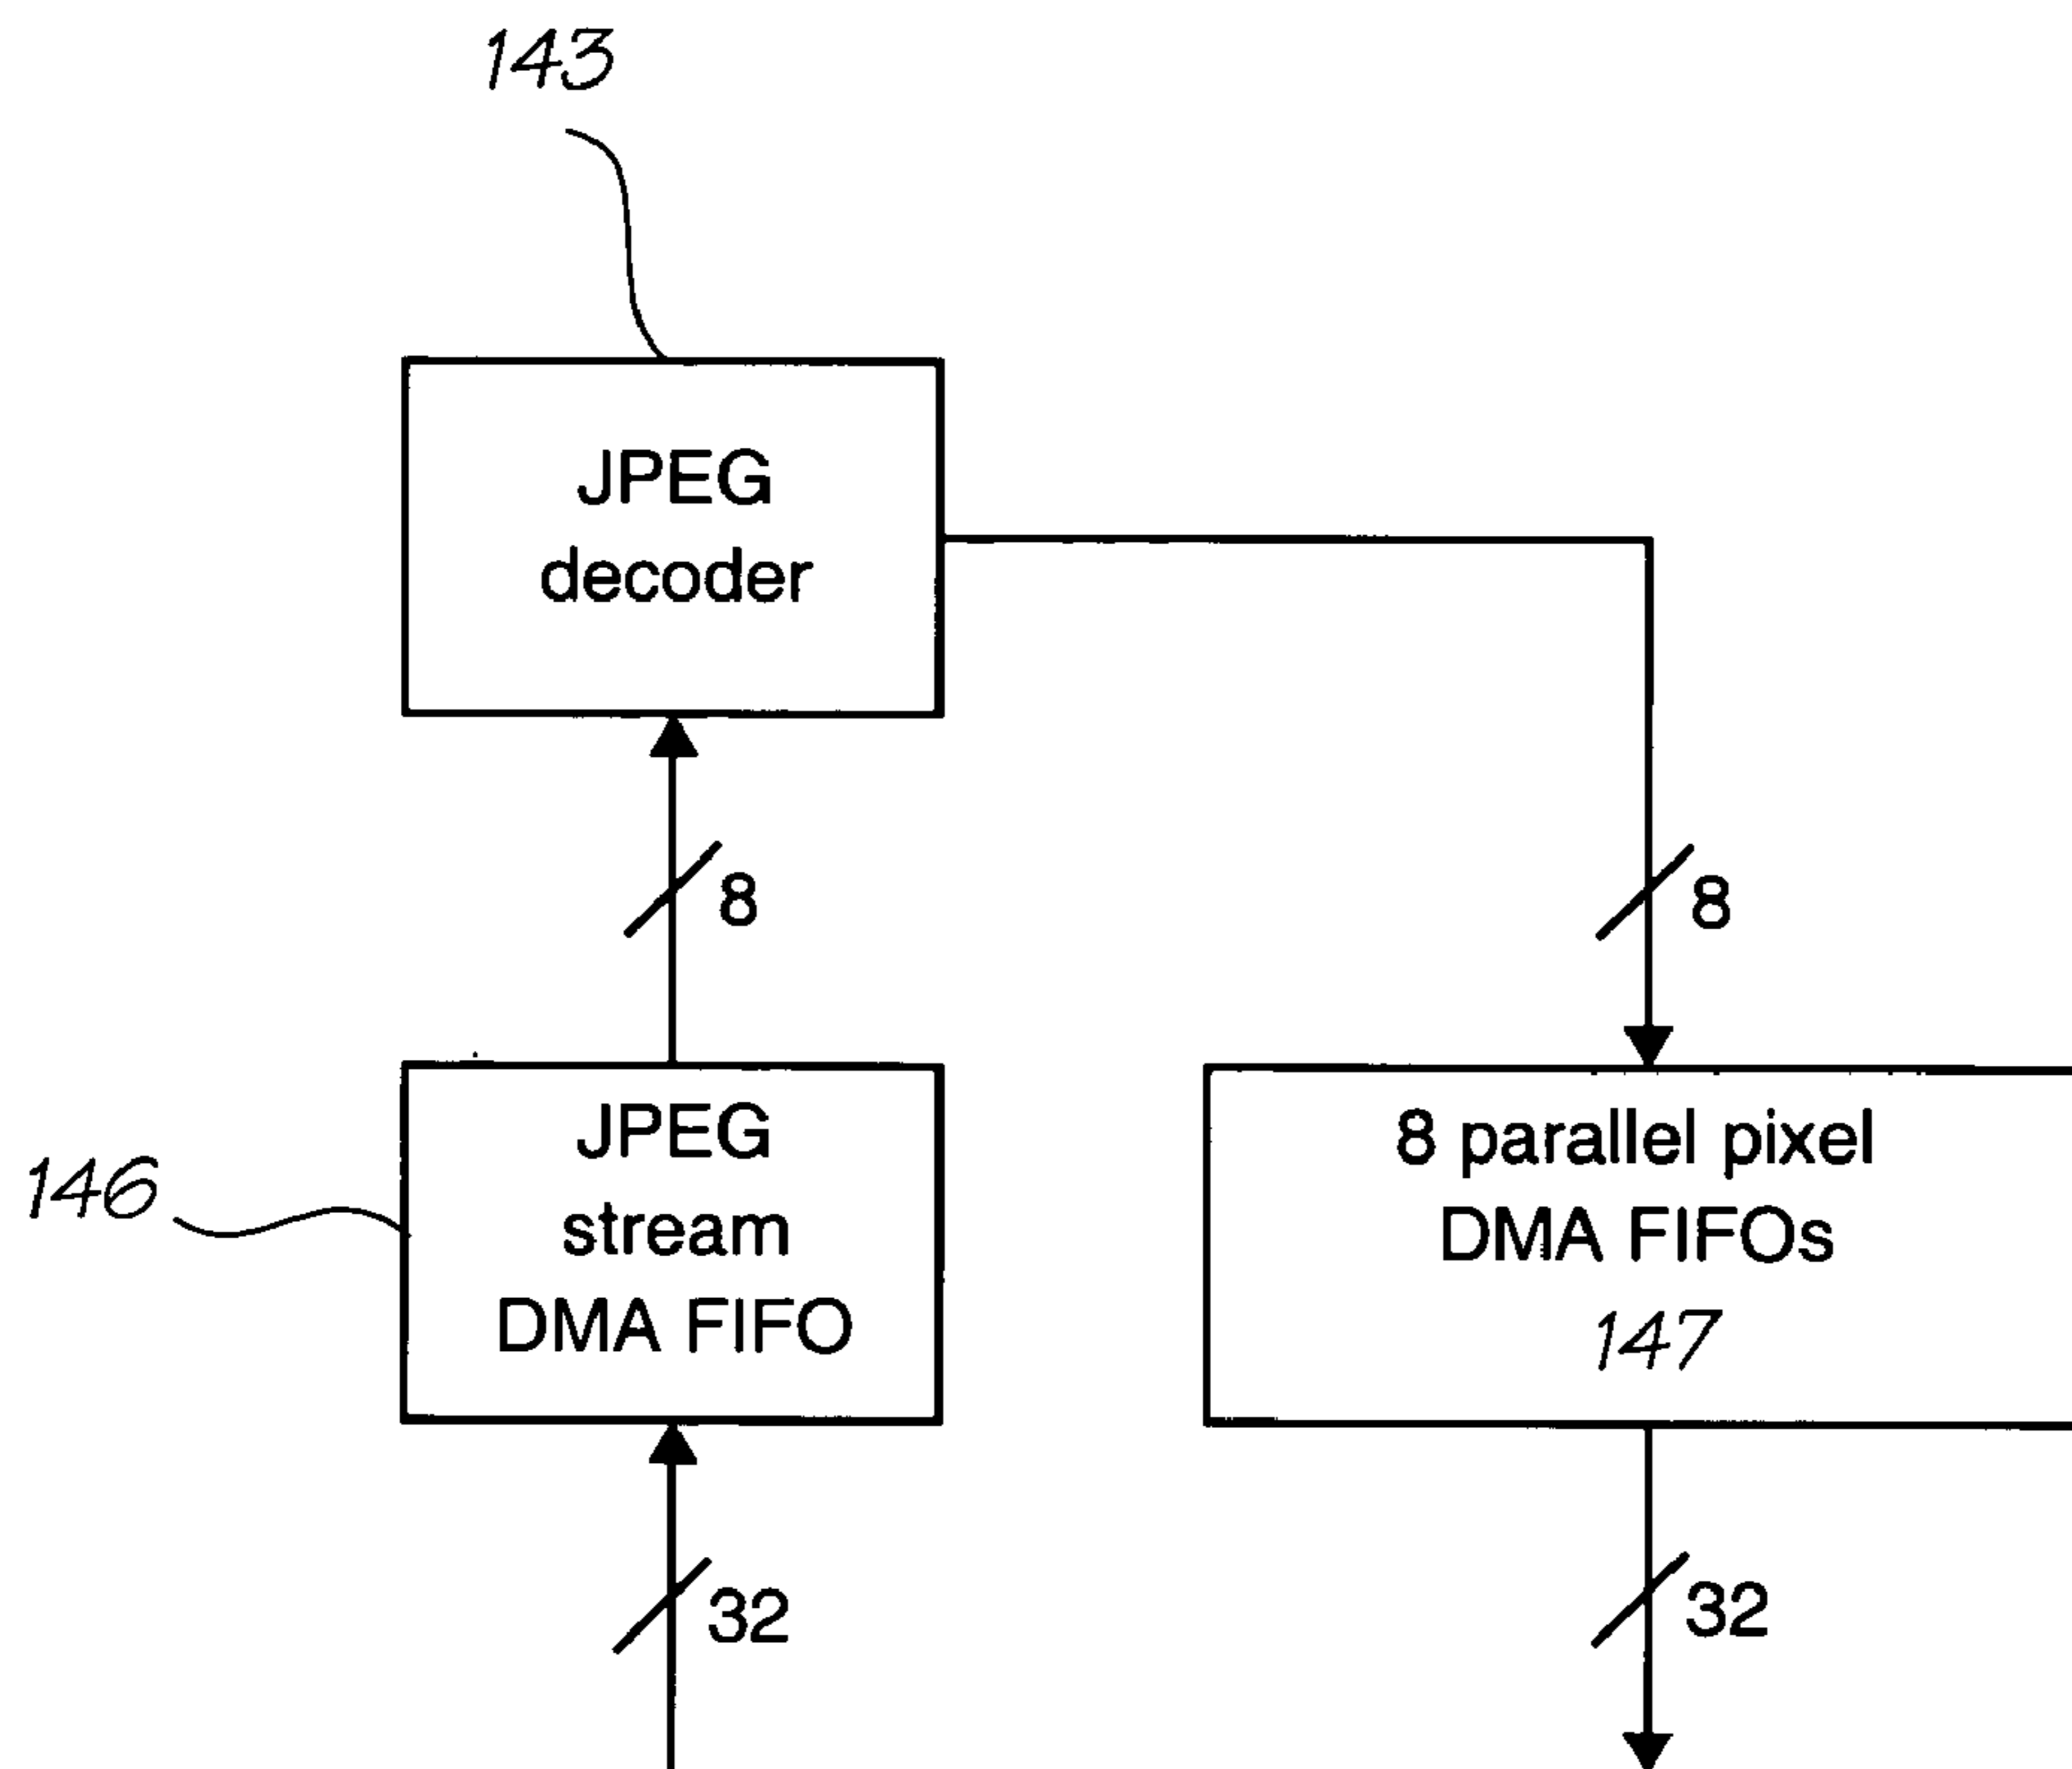 143
JPEG
decoder
8
8
JPEG
stream
DMA FIFO
146
8 parallel pixel
DMA FIFOs
147
32
32